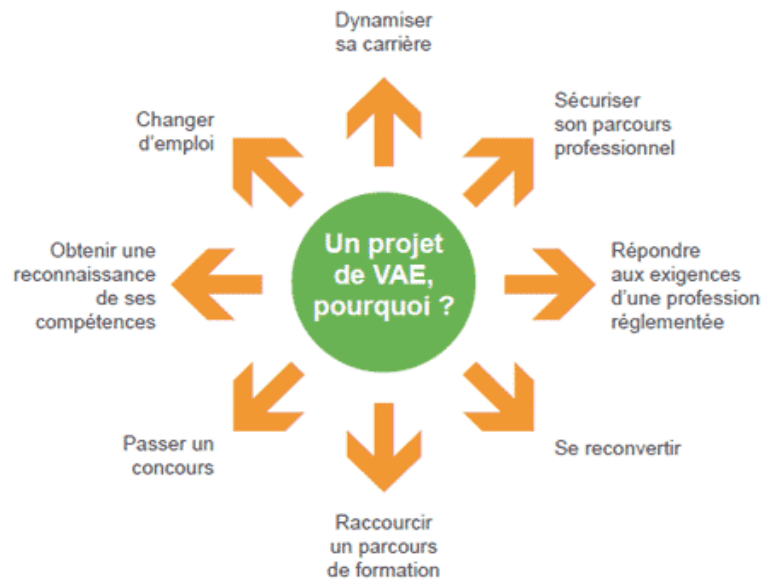 Dynamiser
sa carrière
Changer
d'emploi
Sécuriser
son parcours
professionnel
Un projet
de VAE,
pourquoi ?
Obtenir une
reconnaissance
de ses
compétences
Répondre
aux exigences
d'une profession
réglementée
Passer un
concours
Se reconvertir
Raccourcir
un parcours
de formation